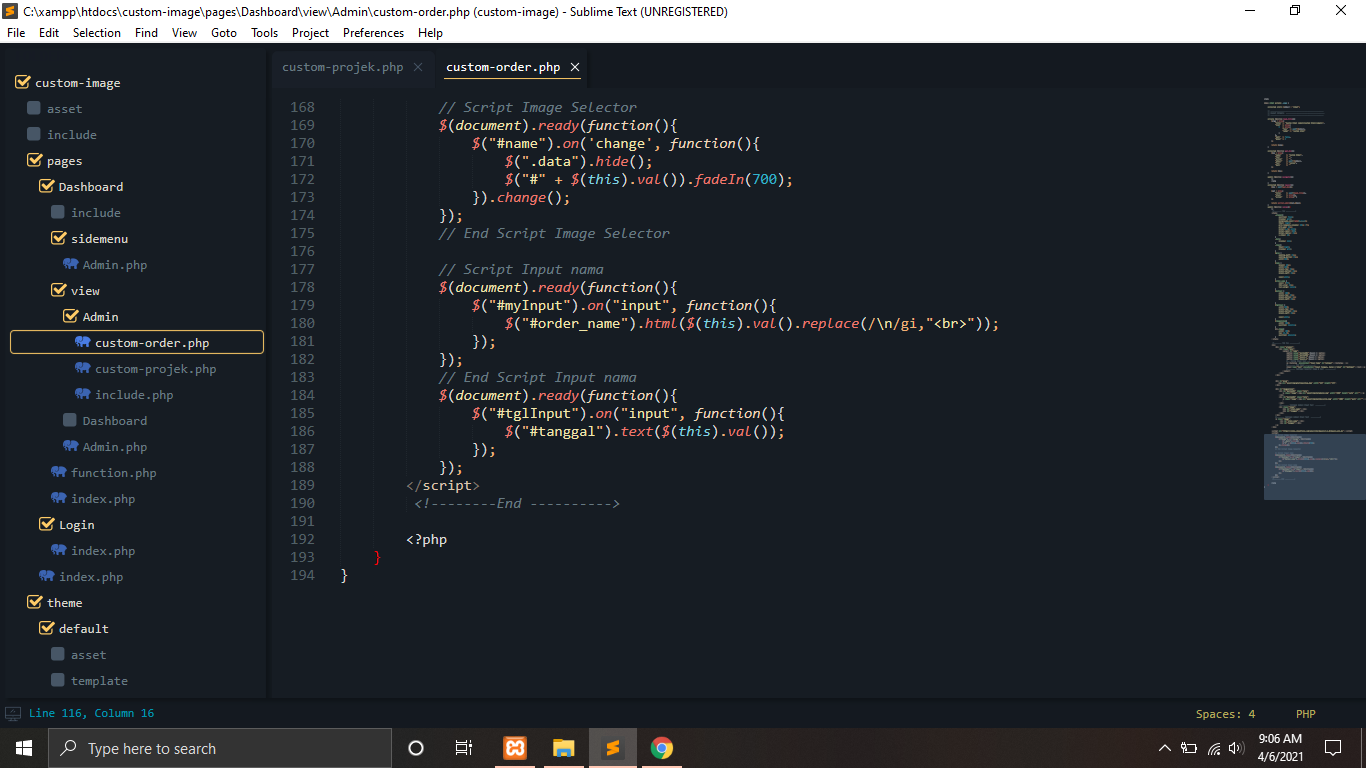 C:\xampp\htdocs\custom-image\pages\Dashboard\view\Admin\custom-order.php (custom-image) - Sublime Text (UNREGISTERED)
File Edit Selection Find View Goto Tools Project Preferences Help
custom-image
asset
include
pages
Dashboard
include
sidemenu
Admin.php
view
Admin
custom-order.php
custom-projek.php
include.php
Dashboard
Admin.php
function.php
index.php
Login
index.php
index.php
theme
default
asset
template
custom-projek.php × custom-order.php ×
168 // Script Image Selector
169 $(document).ready(function(){
170 $("#name").on('change', function(){
171 $(".data").hide();
172 $("#" + $(this).val()).fadeIn(700);
173 }).change();
174 });
175 // End Script Image Selector
176
177 // Script Input nama
178 $(document).ready(function(){
179 $("#myInput").on("input", function(){
180 $("#order_name").html($(this).val().replace(/\n/gi,"<br>"));
181 });
182 });
183 // End Script Input nama
184 $(document).ready(function(){
185 $("#tglInput").on("input", function(){
186 $("#tanggal").text($(this).val());
187 });
188 });
189 </script>
190 <!--------End ---------->
191
192 <?php
193 }
194 }
Line 116, Column 16
Spaces: 4 PHP
Type here to search
9:06 AM
4/6/2021